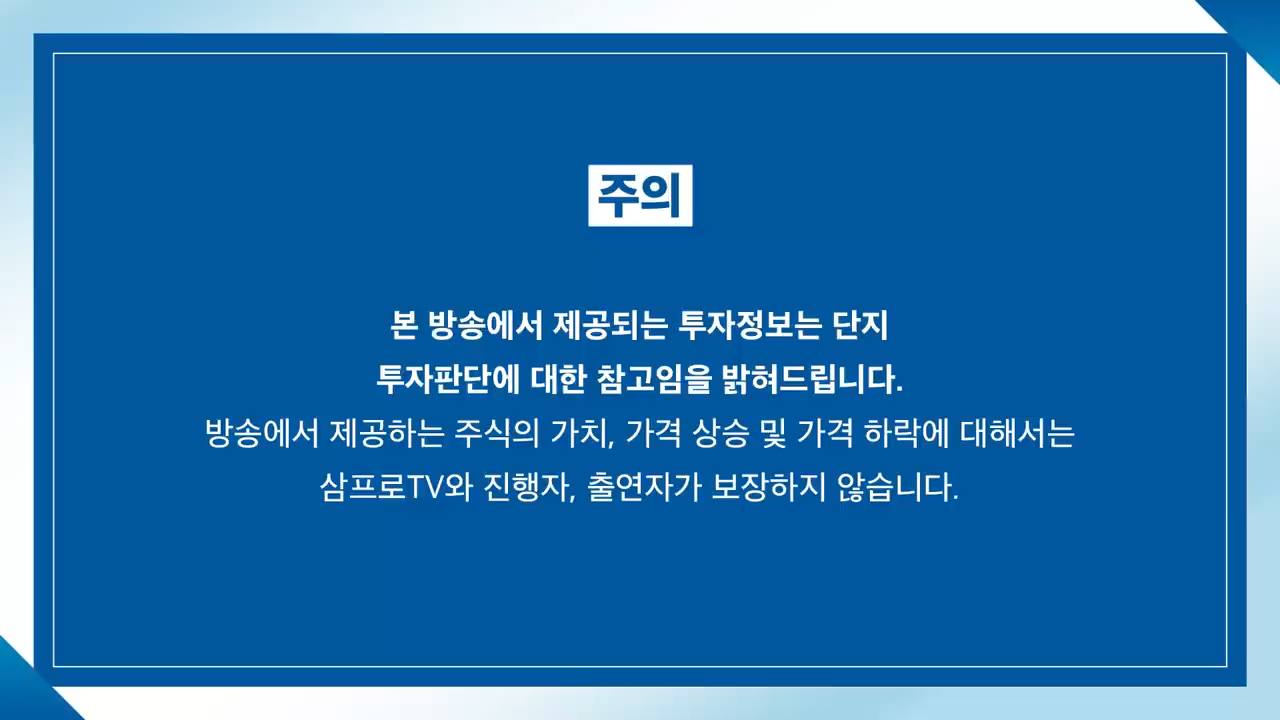 주의
본 방송에서 제공되는 투자정보는 단지
투자판단에 대한 참고임을 밝혀드립니다.
방송에서 제공하는 주식의 가치, 가격 상승 및 가격 하락에 대해서는
삼프로TV와 진행자, 출연자가 보장하지 않습니다.